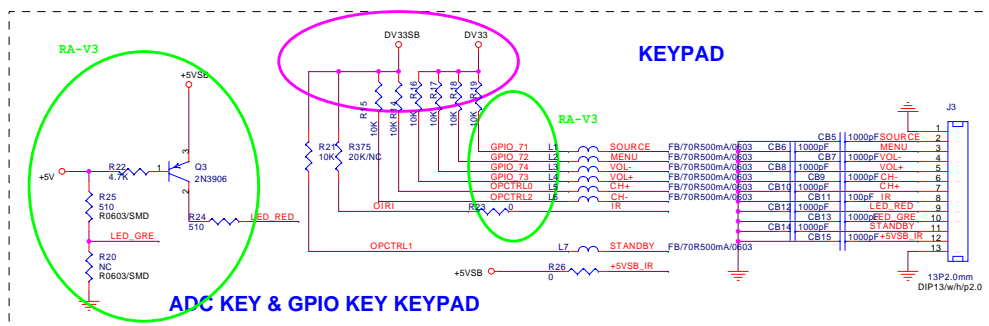 DV33SB
DV33
KEYPAD
RA-V3
+5VSB
J3
R15
10K
R14
10K
R16
10K
R17
10K
R18
10K
R19
10K
RA-V3
R21
10K
R375
20K/NC
+5V
R22
4.7K
1
3
2
Q3
2N3906
R25
510
R0603/SMD
R24
510
LED_RED
LED_GRE
R20
NC
R0603/SMD
GPIO_71 L1 SOURCE FB/70R500mA/0603
GPIO_72 L2 MENU FB/70R500mA/0603
GPIO_74 L3 VOL- FB/70R500mA/0603
GPIO_73 L4 VOL+ FB/70R500mA/0603
OPCTRL0 L5 CH+ FB/70R500mA/0603
OPCTRL2 L6 CH- FB/70R500mA/0603
OIRI R23 0 IR
OPCTRL1 L7 STANDBY FB/70R500mA/0603
+5VSB R26 0 +5VSB_IR
CB5 1000pF SOURCE
CB6 1000pF MENU
CB7 1000pF VOL-
CB8 1000pF VOL+
CB9 1000pF CH-
CB10 1000pF CH+
CB11 100pF IR
CB12 1000pF LED_RED
CB13 1000pF LED_GRE
CB14 1000pF STANDBY
CB15 1000pF +5VSB_IR
1
2
3
4
5
6
7
8
9
10
11
12
13
13P2.0mm
DIP13/w/h/p2.0
ADC KEY & GPIO KEY KEYPAD